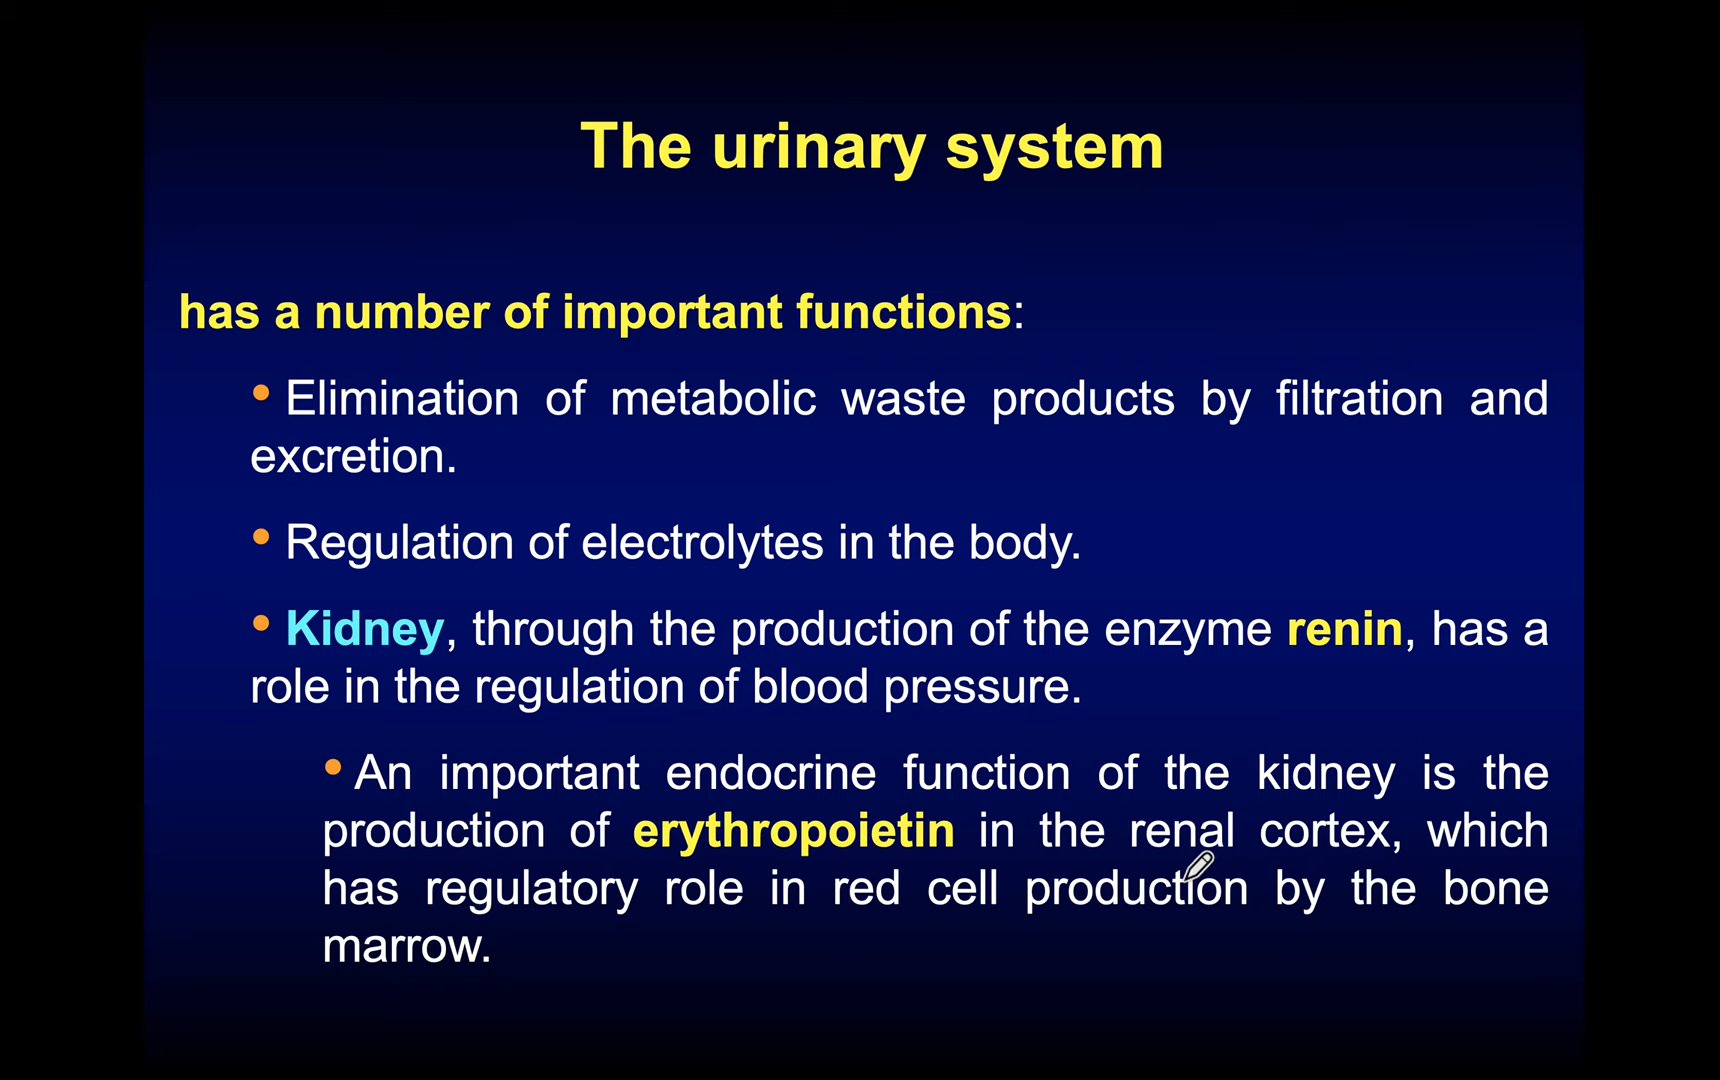 The urinary system
has a number of important functions:
• Elimination of metabolic waste products by filtration and
excretion.
• Regulation of electrolytes in the body.
• Kidney, through the production of the enzyme renin, has a
role in the regulation of blood pressure.
• An important endocrine function of the kidney is the
production of erythropoietin in the renal cortex, which
has regulatory role in red cell production by the bone
marrow.